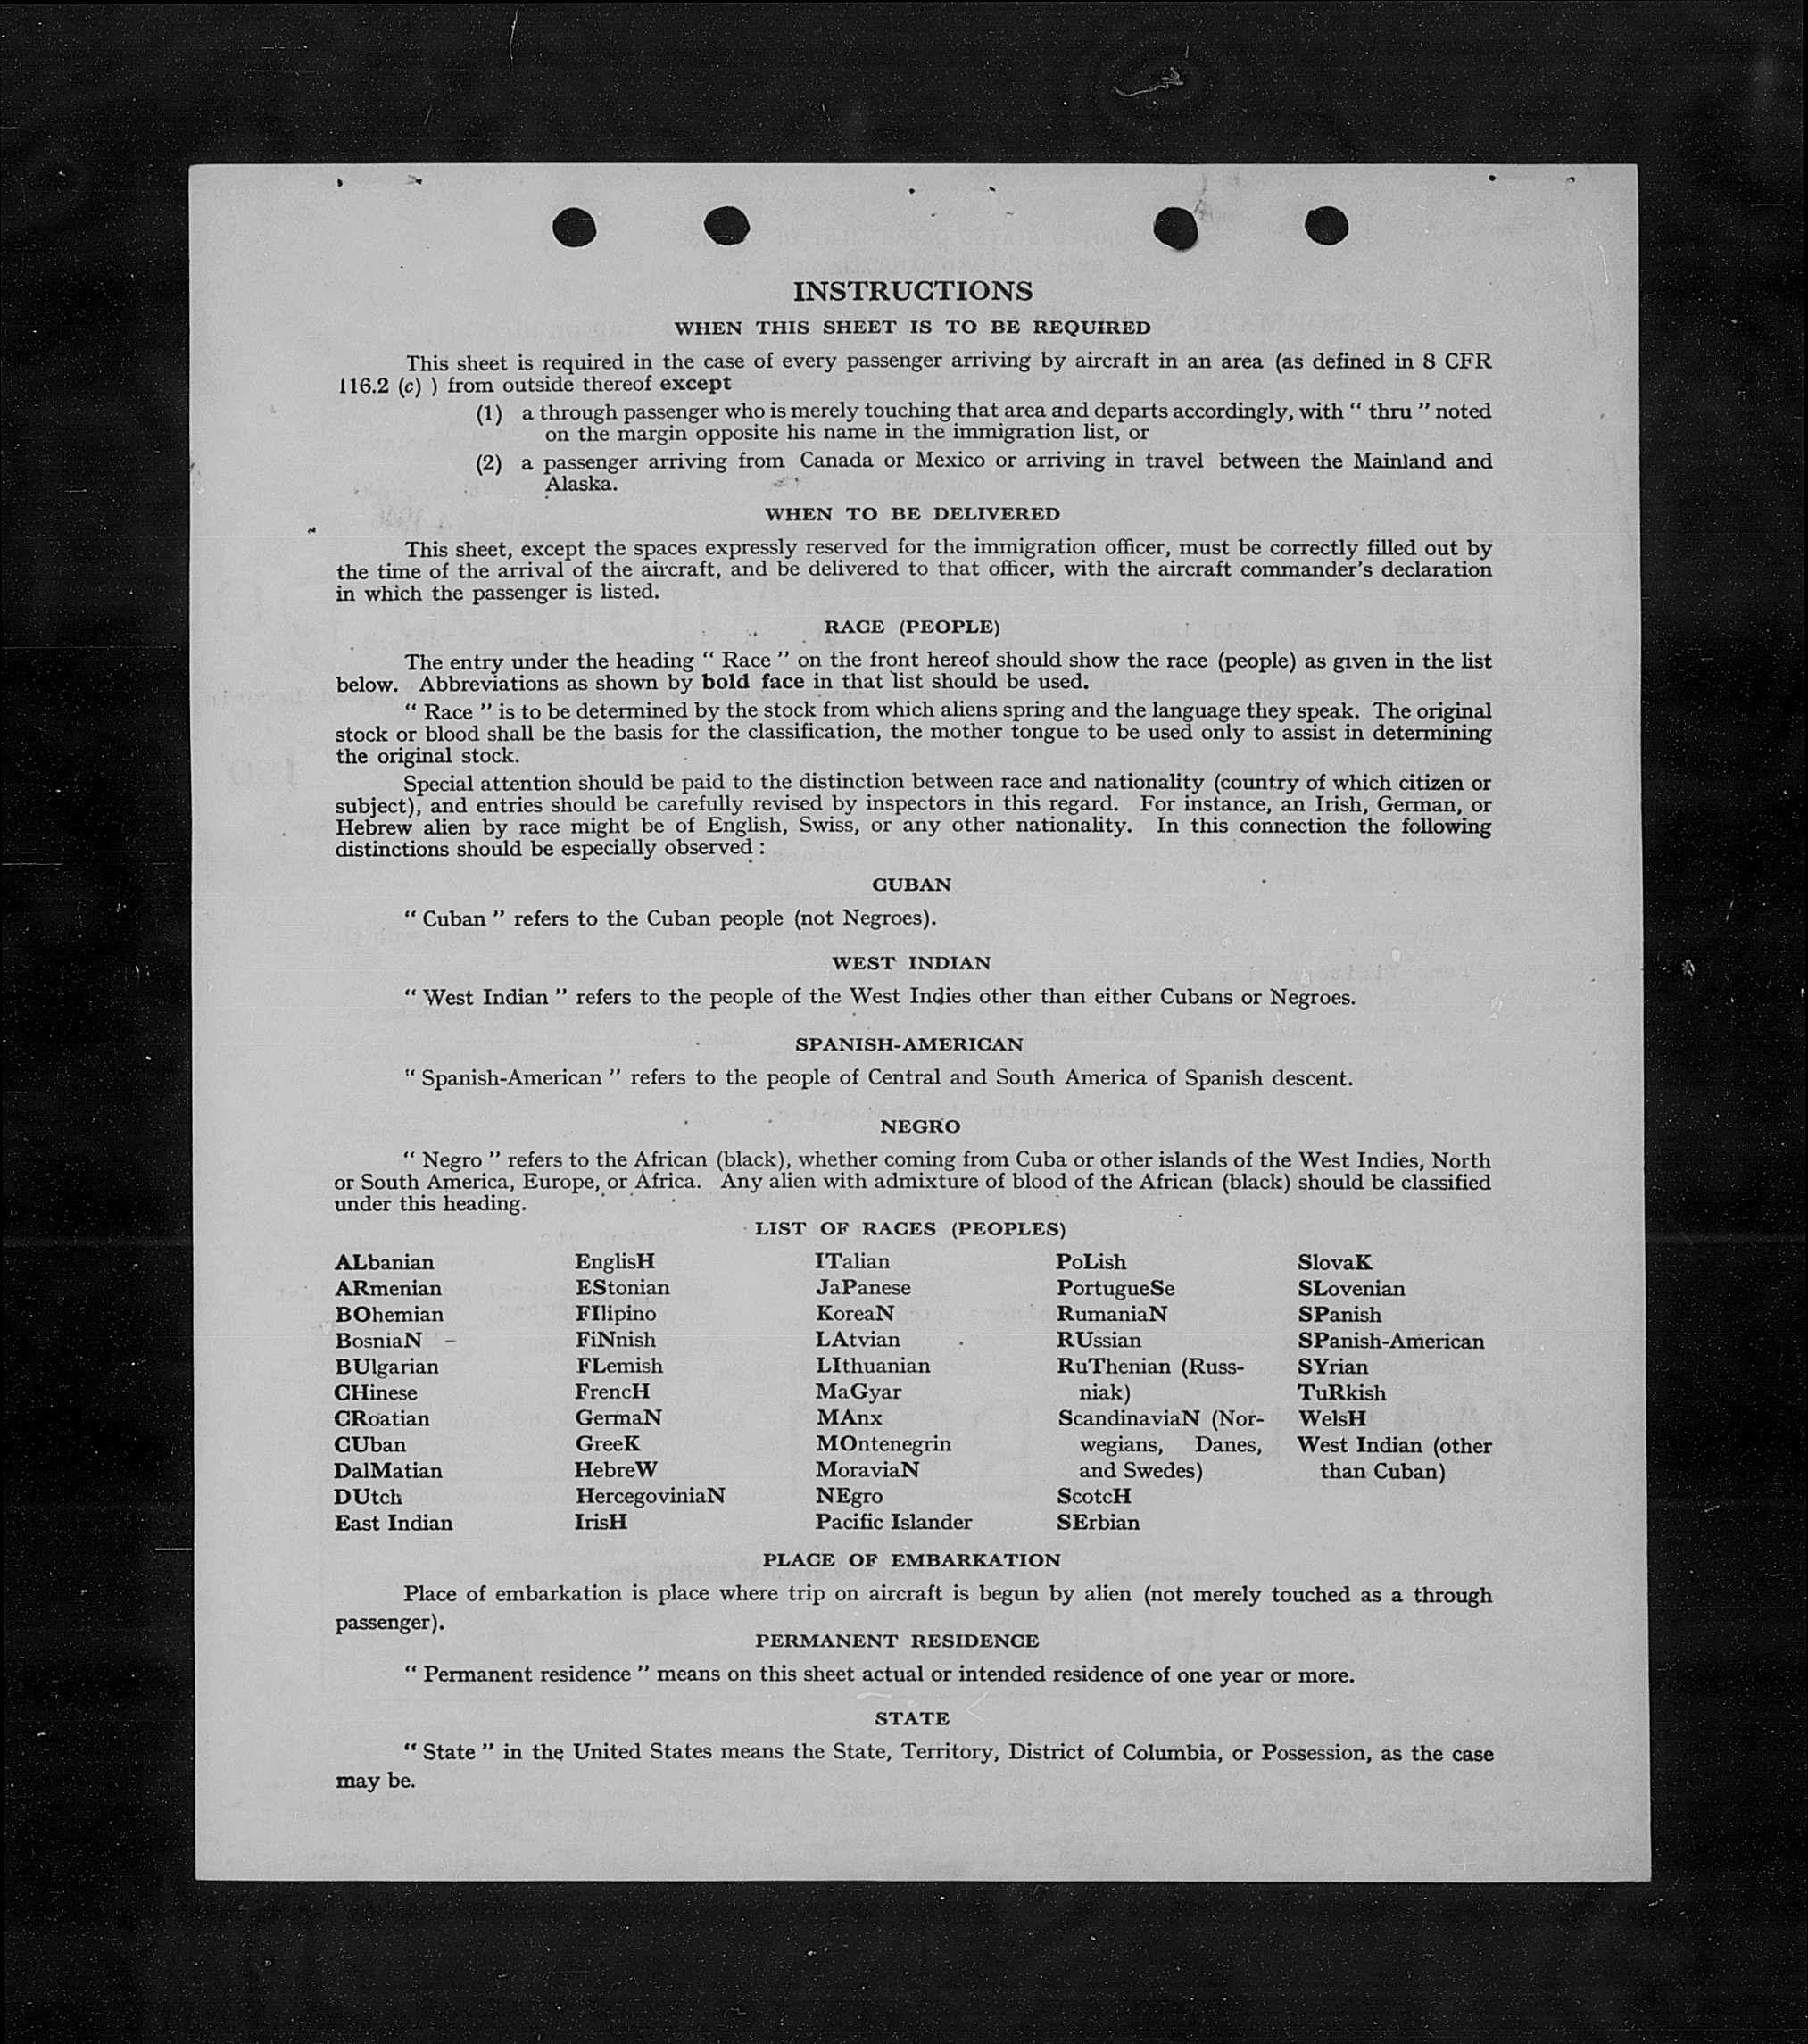 INSTRUCTIONS
WHEN THIS SHEET IS TO BE REQUIRED
This sheet is required in the case of every passenger arriving by aircraft in an area (as defined in 8 CFR
116.2 (c) ) from outside thereof except
(1) a through passenger who is merely touching that area and departs accordingly, with “ thru ” noted
on the margin opposite his name in the immigration list, or
(2) a passenger arriving from Canada or Mexico or arriving in travel between the Mainland and
Alaska.
WHEN TO BE DELIVERED
This sheet, except the spaces expressly reserved for the immigration officer, must be correctly filled out by
the time of the arrival of the aircraft, and be delivered to that officer, with the aircraft commander’s declaration
in which the passenger is listed.
RACE (PEOPLE)
The entry under the heading “ Race ” on the front hereof should show the race (people) as given in the list
below. Abbreviations as shown by bold face in that list should be used.
“ Race ” is to be determined by the stock from which aliens spring and the language they speak. The original
stock or blood shall be the basis for the classification, the mother tongue to be used only to assist in determining
the original stock.
Special attention should be paid to the distinction between race and nationality (country of which citizen or
subject), and entries should be carefully revised by inspectors in this regard. For instance, an Irish, German, or
Hebrew alien by race might be of English, Swiss, or any other nationality. In this connection the following
distinctions should be especially observed :
CUBAN
“ Cuban ” refers to the Cuban people (not Negroes).
WEST INDIAN
“ West Indian ” refers to the people of the West Indies other than either Cubans or Negroes.
SPANISH-AMERICAN
“ Spanish-American ” refers to the people of Central and South America of Spanish descent.
NEGRO
“ Negro ” refers to the African (black), whether coming from Cuba or other islands of the West Indies, North
or South America, Europe, or Africa. Any alien with admixture of blood of the African (black) should be classified
under this heading.
LIST OF RACES (PEOPLES)
ALbanian
ARmenian
BOhemian
BosniaN
BUlgarian
CHinese
CRoatian
CUban
DalMatian
DUtch
East Indian
EnglisH
EStonian
FIlipino
FiNnish
FLemish
FrencH
GermaN
GreeK
HebreW
HercegoviniaN
IrisH
ITalian
JaPanese
KoreaN
LAtvian
LIthuanian
MaGyar
MAnx
MOntenegrin
MoraviaN
NEgro
Pacific Islander
PoLish
PortugueSe
RumaniaN
RUssian
RuThenian (Russ-
niak)
ScandinaviaN (Nor-
wegians, Danes,
and Swedes)
ScotcH
SErbian
SlovaK
SLovenian
SPanish
SPanish-American
SYrian
TuRkish
WelsH
West Indian (other
than Cuban)
PLACE OF EMBARKATION
Place of embarkation is place where trip on aircraft is begun by alien (not merely touched as a through
passenger).
PERMANENT RESIDENCE
“ Permanent residence ” means on this sheet actual or intended residence of one year or more.
STATE
“ State ” in the United States means the State, Territory, District of Columbia, or Possession, as the case
may be.